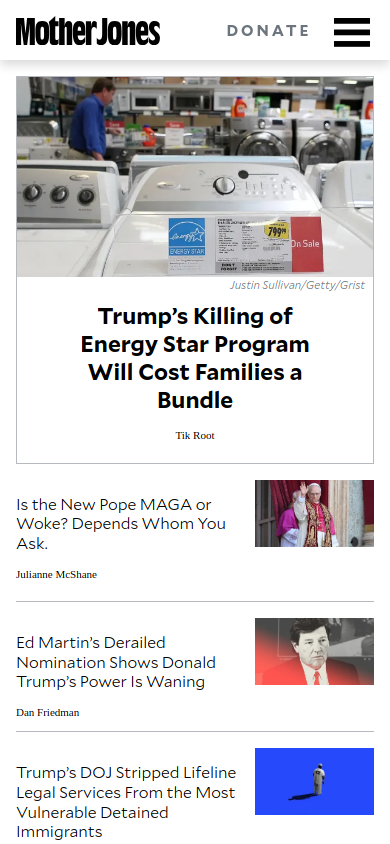 Mother Jones
DONATE
ENERGY STAR
799
On Sale
Justin Sullivan/Getty/Grist
Trump’s Killing of
Energy Star Program
Will Cost Families a
Bundle
Tik Root
Is the New Pope MAGA or
Woke? Depends Whom You
Ask.
Julianne McShane
Ed Martin’s Derailed
Nomination Shows Donald
Trump’s Power Is Waning
Dan Friedman
Trump’s DOJ Stripped Lifeline
Legal Services From the Most
Vulnerable Detained
Immigrants